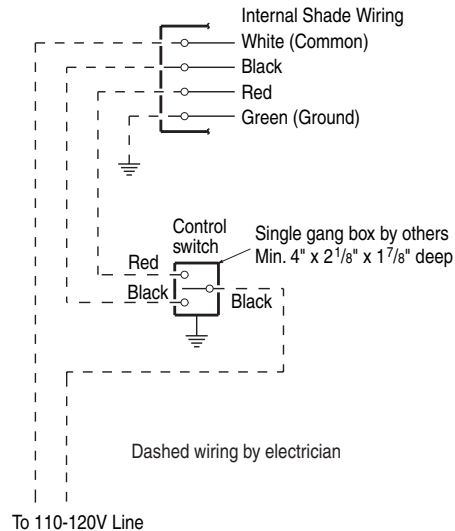 Internal Shade Wiring
White (Common)
Black
Red
Green (Ground)
Control
switch
Single gang box by others
Min. 4" x 2 1/8" x 1 7/8" deep
Red
Black
Black
Dashed wiring by electrician
To 110-120V Line